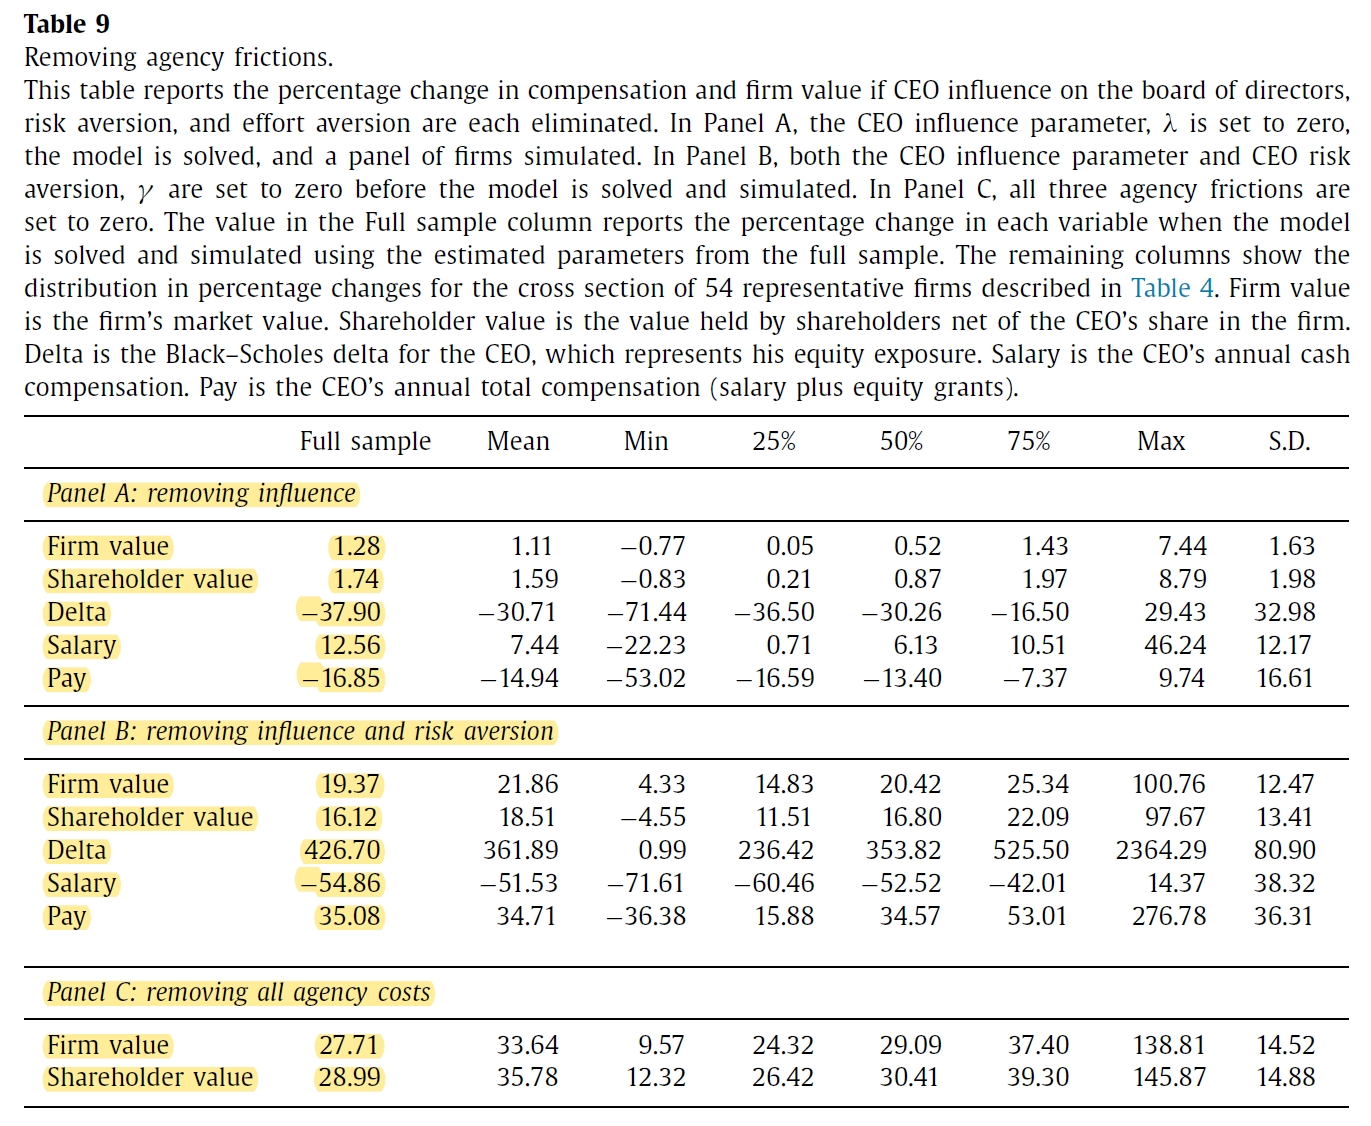 Table 9
Removing agency frictions.
This table reports the percentage change in compensation and firm value if CEO influence on the board of directors,
risk aversion, and effort aversion are each eliminated. In Panel A, the CEO influence parameter, λ is set to zero,
the model is solved, and a panel of firms simulated. In Panel B, both the CEO influence parameter and CEO risk
aversion, γ are set to zero before the model is solved and simulated. In Panel C, all three agency frictions are
set to zero. The value in the Full sample column reports the percentage change in each variable when the model
is solved and simulated using the estimated parameters from the full sample. The remaining columns show the
distribution in percentage changes for the cross section of 54 representative firms described in Table 4. Firm value
is the firm's market value. Shareholder value is the value held by shareholders net of the CEO's share in the firm.
Delta is the Black–Scholes delta for the CEO, which represents his equity exposure. Salary is the CEO's annual cash
compensation. Pay is the CEO's annual total compensation (salary plus equity grants).
Full sample Mean Min 25% 50% 75% Max S.D.
Panel A: removing influence
Firm value 1.28 1.11 −0.77 0.05 0.52 1.43 7.44 1.63
Shareholder value 1.74 1.59 −0.83 0.21 0.87 1.97 8.79 1.98
Delta −37.90 −30.71 −71.44 −36.50 −30.26 −16.50 29.43 32.98
Salary 12.56 7.44 −22.23 0.71 6.13 10.51 46.24 12.17
Pay −16.85 −14.94 −53.02 −16.59 −13.40 −7.37 9.74 16.61
Panel B: removing influence and risk aversion
Firm value 19.37 21.86 4.33 14.83 20.42 25.34 100.76 12.47
Shareholder value 16.12 18.51 −4.55 11.51 16.80 22.09 97.67 13.41
Delta 426.70 361.89 0.99 236.42 353.82 525.50 2364.29 80.90
Salary −54.86 −51.53 −71.61 −60.46 −52.52 −42.01 14.37 38.32
Pay 35.08 34.71 −36.38 15.88 34.57 53.01 276.78 36.31
Panel C: removing all agency costs
Firm value 27.71 33.64 9.57 24.32 29.09 37.40 138.81 14.52
Shareholder value 28.99 35.78 12.32 26.42 30.41 39.30 145.87 14.88